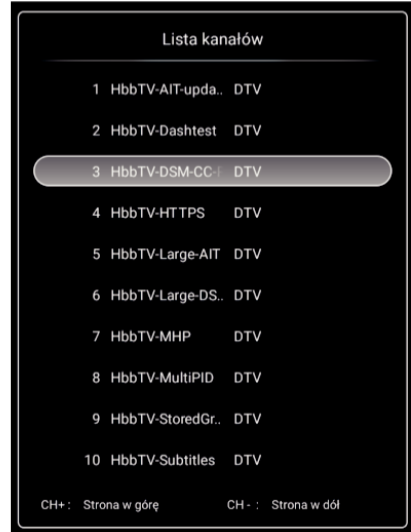 Lista kanałów
1 HbbTV-AIT-upda.. DTV
2 HbbTV-Dashtest DTV
3 HbbTV-DSM-CC- DTV
4 HbbTV-HTTPS DTV
5 HbbTV-Large-AIT DTV
6 HbbTV-Large-DS.. DTV
7 HbbTV-MHP DTV
8 HbbTV-MultiPID DTV
9 HbbTV-StoredGr.. DTV
10 HbbTV-Subtitles DTV
CH+ : Strona w górę CH - : Strona w dół